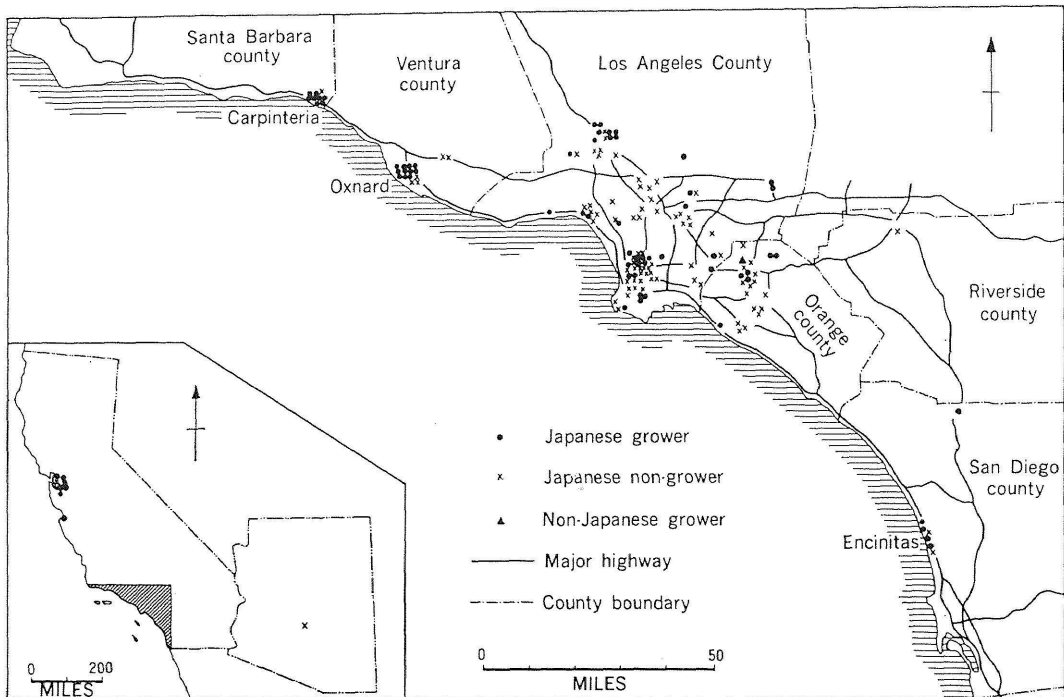 Santa Barbara
county
Ventura
county
Los Angeles County
Carpinteria
Oxnard
Orange
county
Riverside
county
San Diego
county
Encinitas
Japanese grower
x Japanese non-grower
Non-Japanese grower
Major highway
County boundary
0 50
MILES
0 200
MILES